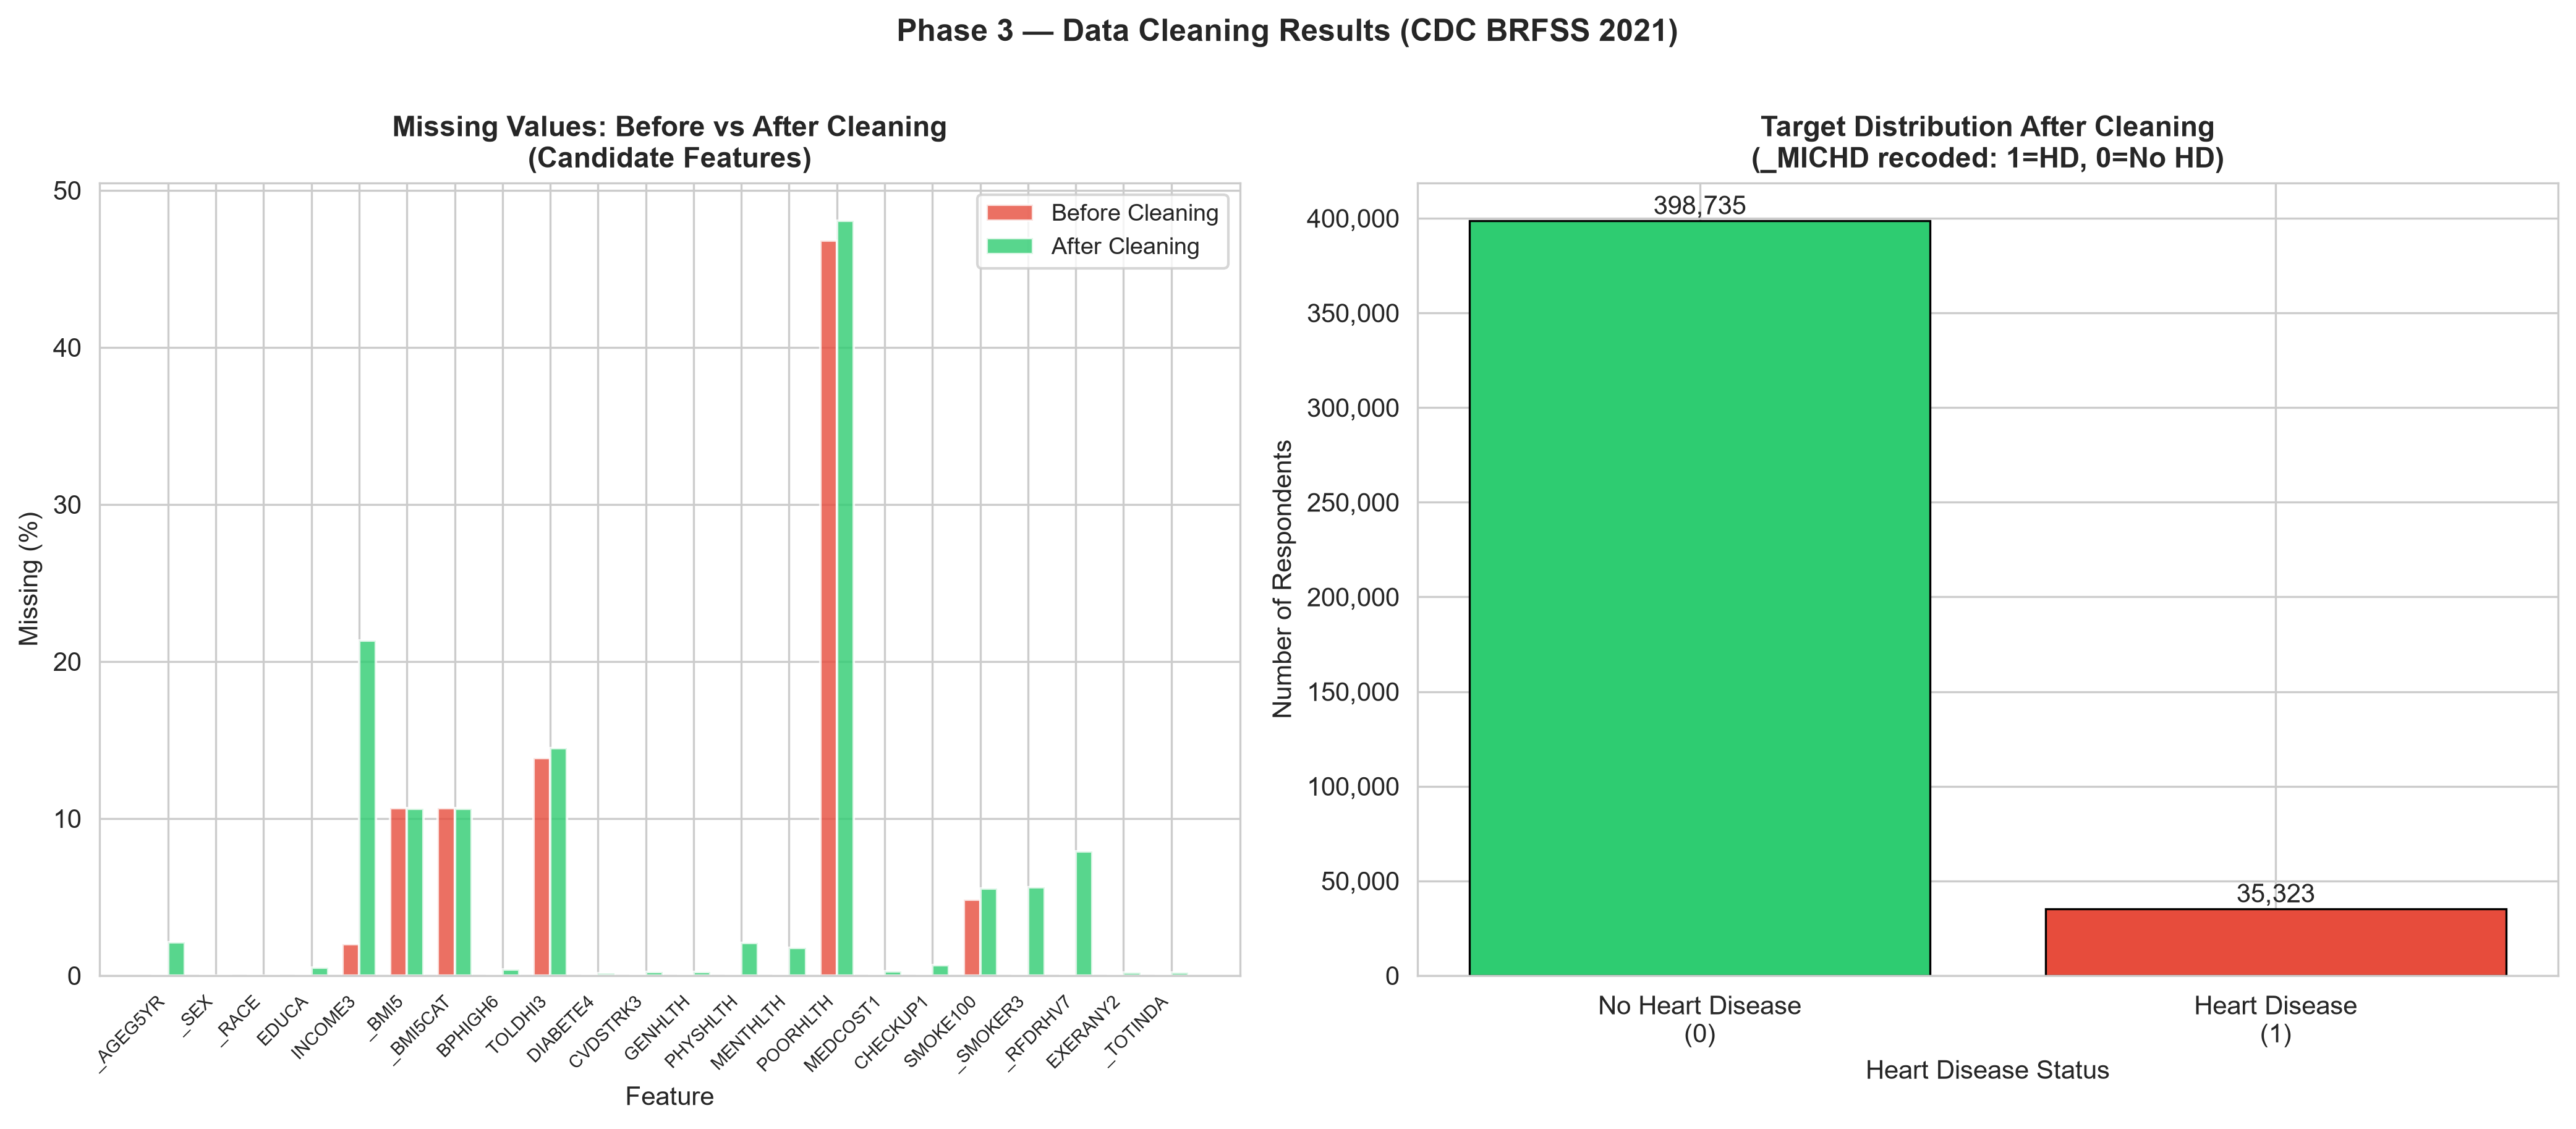 Phase 3 — Data Cleaning Results (CDC BRFSS 2021)
Missing Values: Before vs After Cleaning
(Candidate Features)
50
40
30
20
10
0
Missing (%)
Before Cleaning
After Cleaning
_AGEG5YR
_SEX
_RACE
EDUCA
INCOME3
_BMI5
_BMI5CAT
BPHIGH6
TOLDHI3
DIABETE4
CVDSTRK3
GENHLTH
PHYSHLTH
MENTHLTH
POORHLTH
MEDCOST1
CHECKUP1
SMOKE100
_SMOKER3
_RFDRHV7
EXERANY2
_TOTINDA
Feature
Target Distribution After Cleaning
(_MICHD recoded: 1=HD, 0=No HD)
400,000
350,000
300,000
250,000
200,000
150,000
100,000
50,000
0
Number of Respondents
398,735
35,323
No Heart Disease
(0)
Heart Disease
(1)
Heart Disease Status